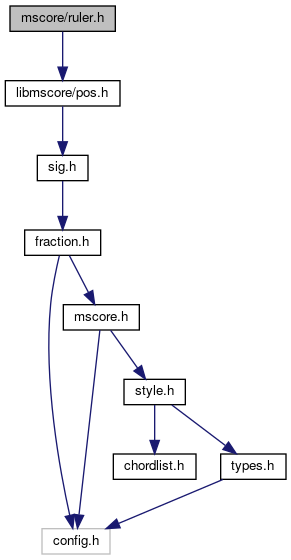 mscore/ruler.h
libmscore/pos.h
sig.h
fraction.h
mscore.h
style.h
chordlist.h
types.h
config.h